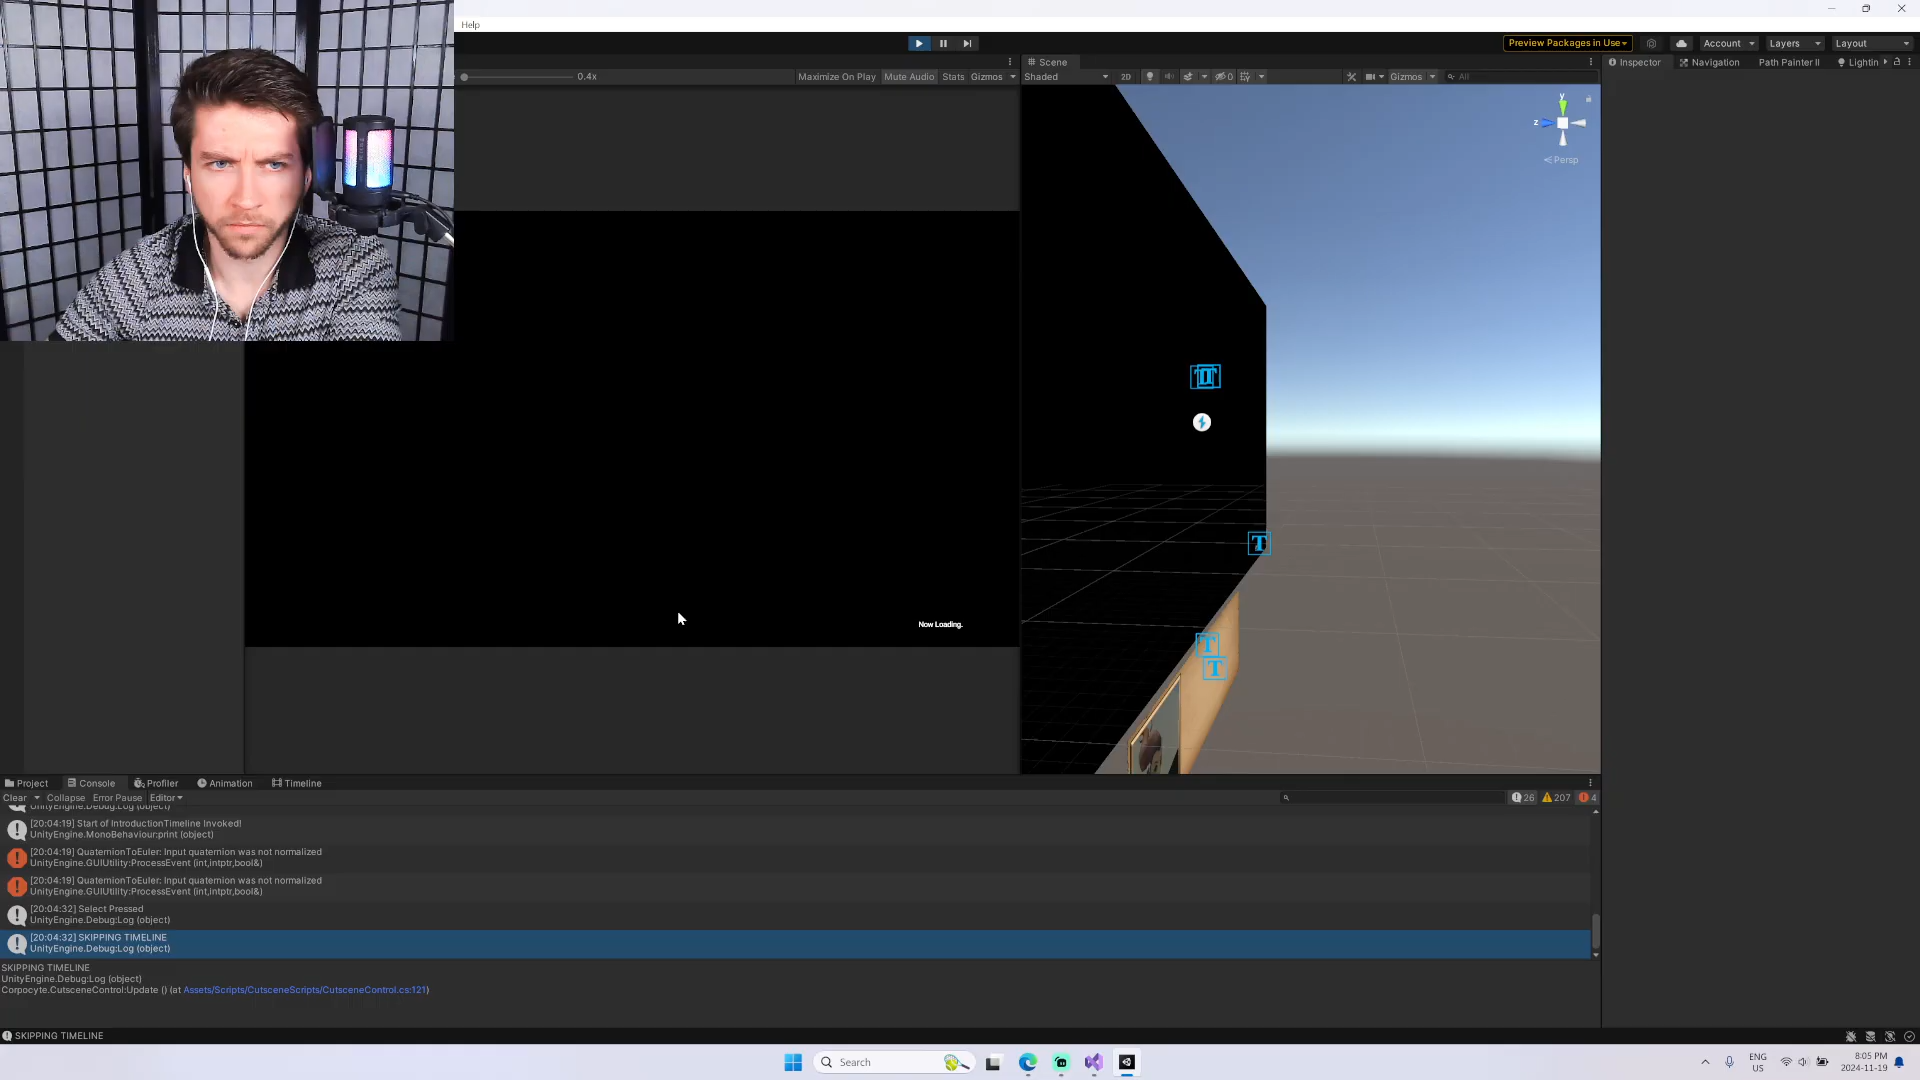 Help
Preview Packages in Use
Account
Layers
Layout
Scene
Inspector
Navigation
Path Painter II
Lightin
0.4x
Maximize On Play
Mute Audio
Stats
Gizmos
Shaded
2D
0
Gizmos
All
y
z
Persp
T
T
T
Now Loading.
Project
Console
Profiler
Animation
Timeline
Clear
Collapse
Error Pause
Editor
26
207
4
UnityEngine.Debug:Log (object)
[20:04:19] Start of IntroductionTimeline Invoked!
UnityEngine.MonoBehaviour:print (object)
[20:04:19] QuaternionToEuler: Input quaternion was not normalized
UnityEngine.GUIUtility:ProcessEvent (int,intptr,bool&)
[20:04:19] QuaternionToEuler: Input quaternion was not normalized
UnityEngine.GUIUtility:ProcessEvent (int,intptr,bool&)
[20:04:32] Select Pressed
UnityEngine.Debug:Log (object)
[20:04:32] SKIPPING TIMELINE
UnityEngine.Debug:Log (object)
SKIPPING TIMELINE
UnityEngine.Debug:Log (object)
Corpocyte.CutsceneControl:Update () (at Assets/Scripts/CutsceneScripts/CutsceneControl.cs:121)
SKIPPING TIMELINE
Search
ENG
US
8:05 PM
2024-11-19